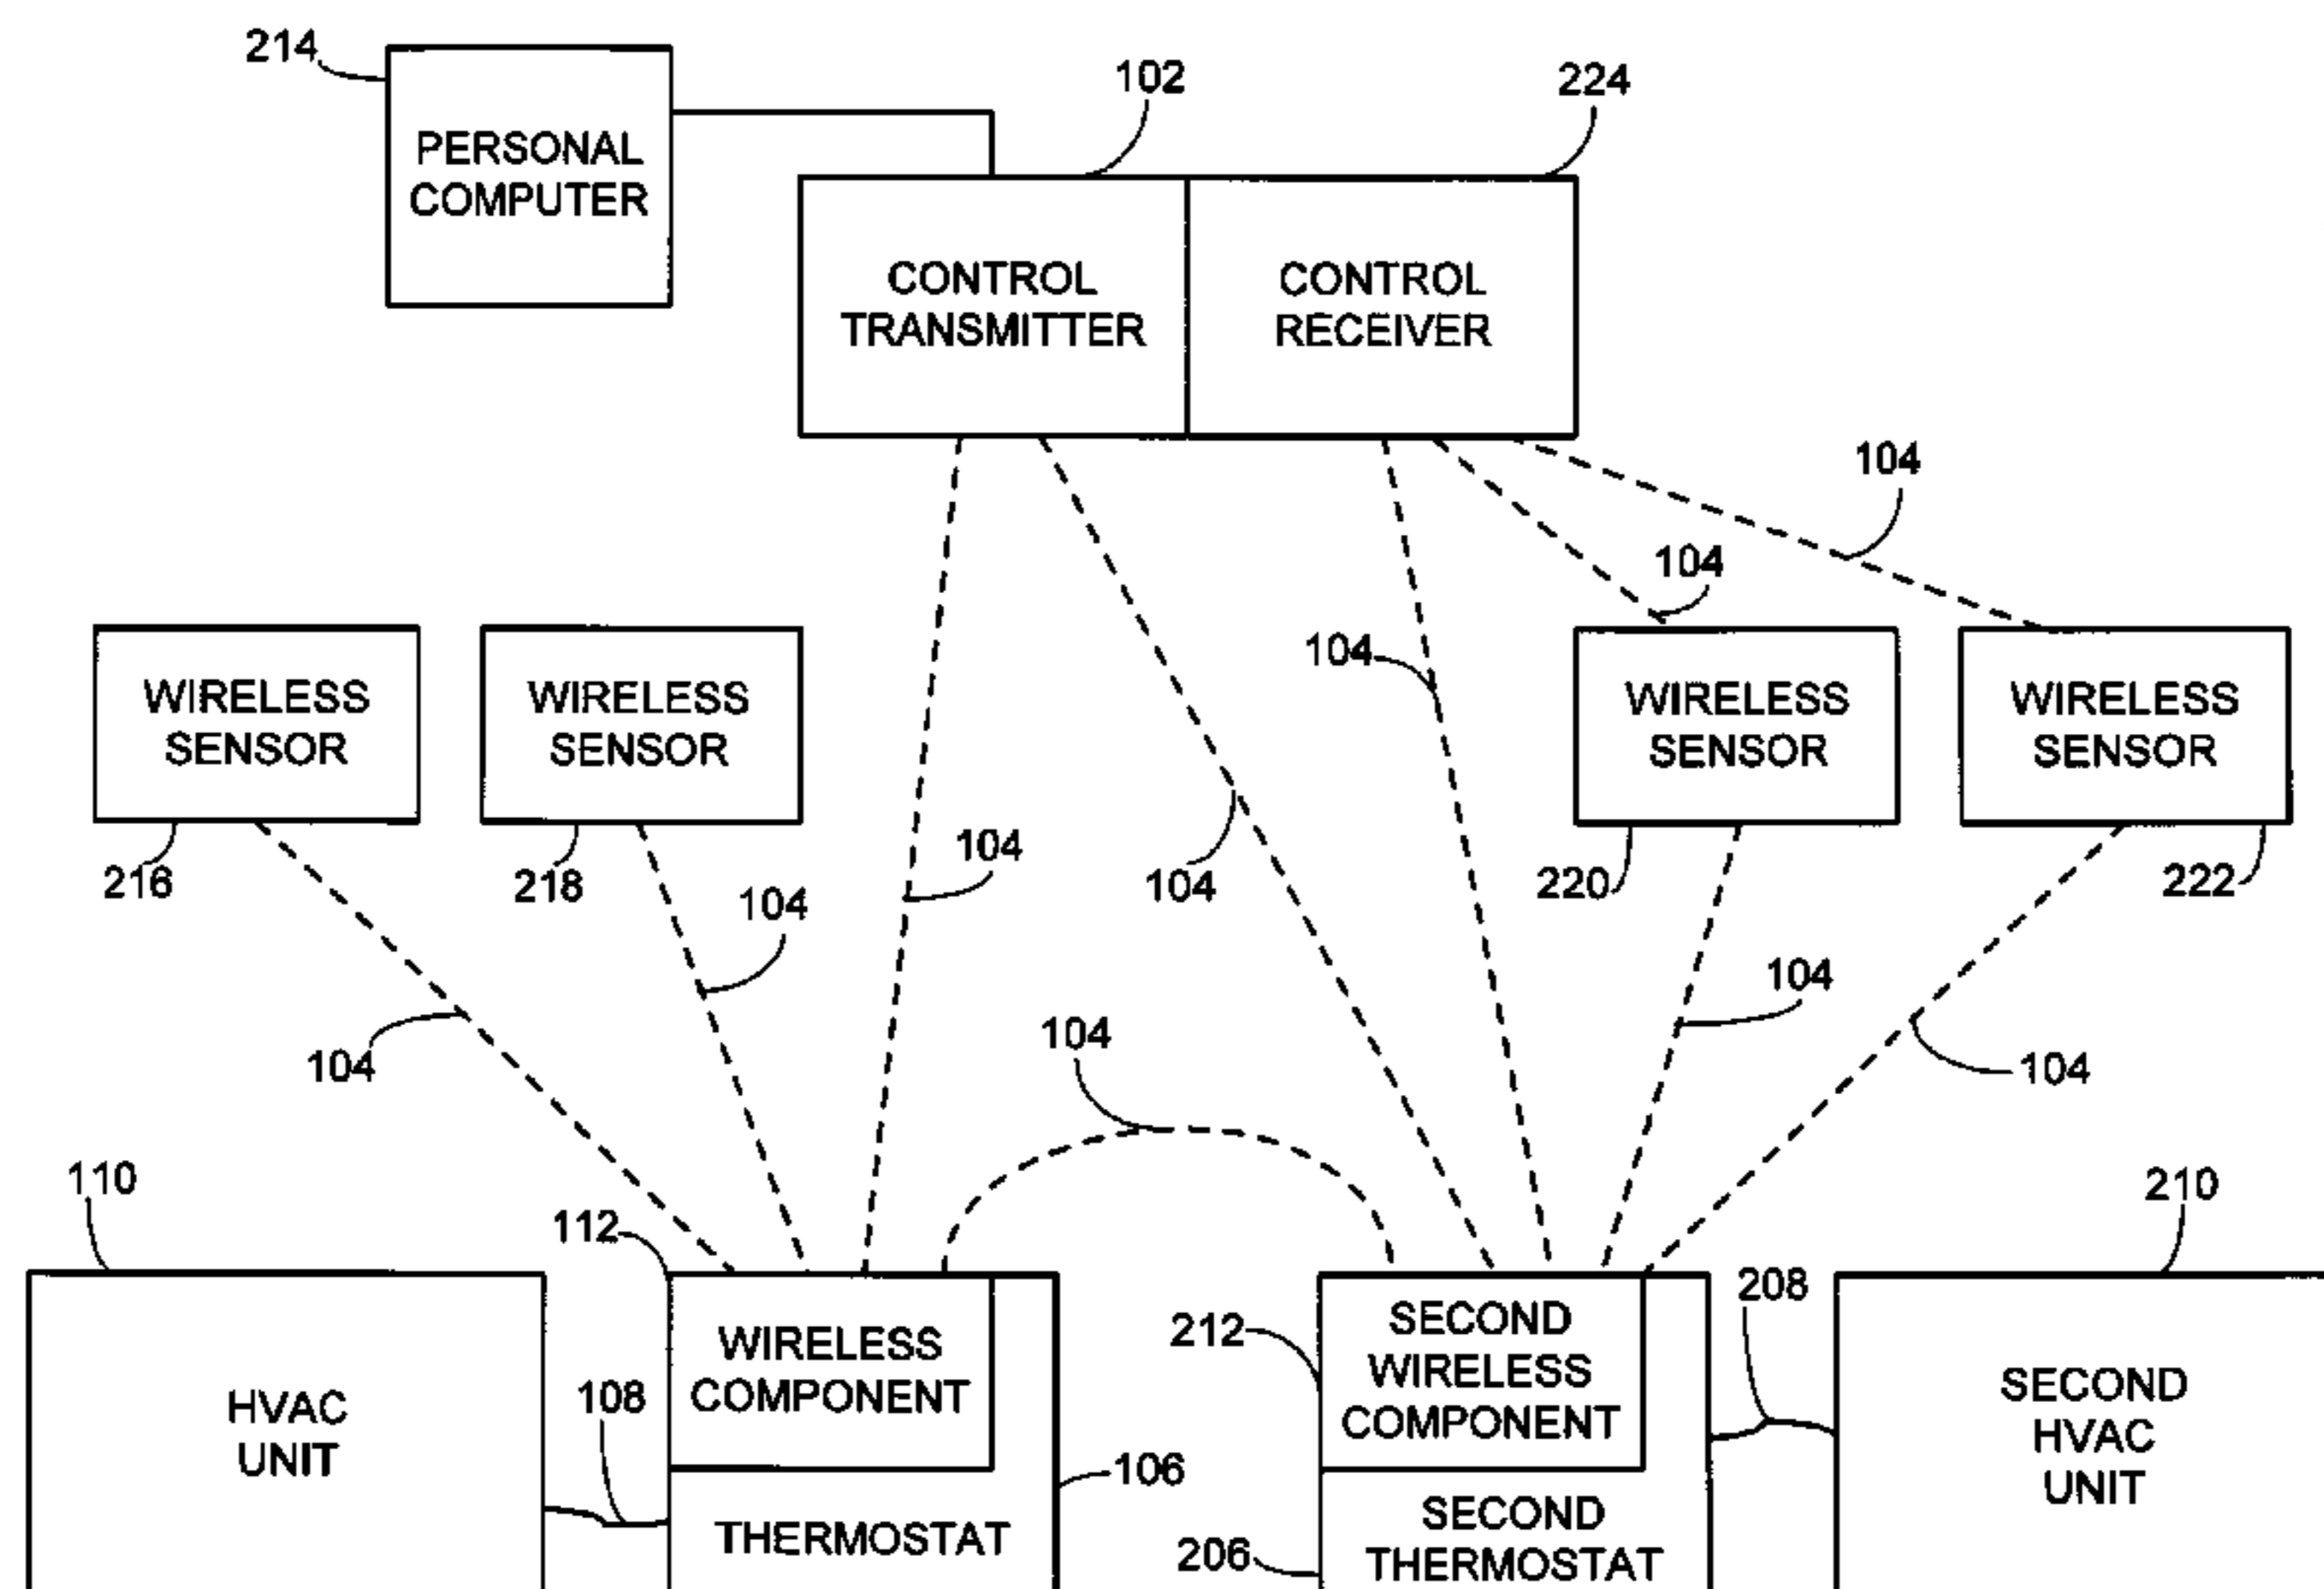 214
102
224
PERSONAL
COMPUTER
CONTROL
TRANSMITTER
CONTROL
RECEIVER
104
104
104
WIRELESS
SENSOR
WIRELESS
SENSOR
WIRELESS
SENSOR
WIRELESS
SENSOR
216
218
104
104
104
220
222
104
104
104
104
110
112
210
208
212
WIRELESS
COMPONENT
SECOND
WIRELESS
COMPONENT
HVAC
UNIT
108
106
SECOND
HVAC
UNIT
THERMOSTAT
206
SECOND
THERMOSTAT